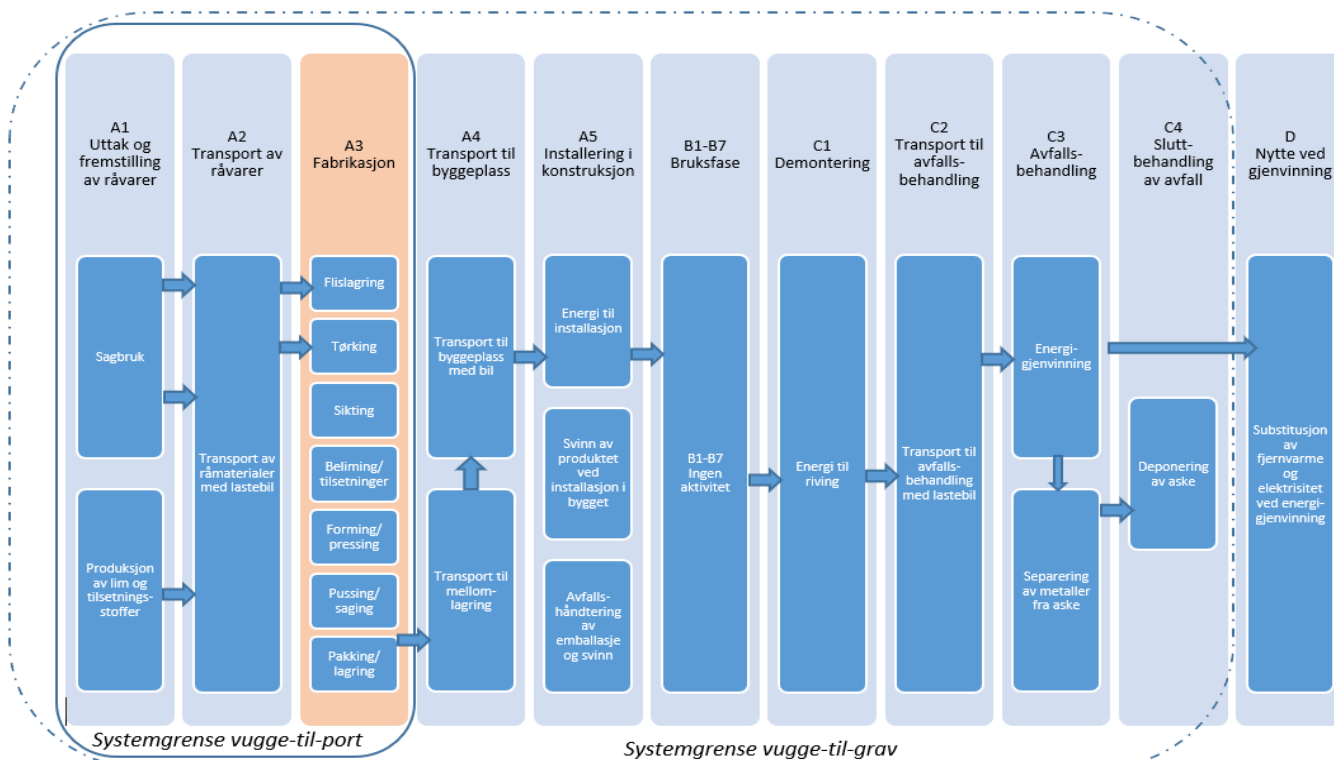 A1
Uttak og
fremstilling
av råvarer
A2
Transport av
råvarer
A3
Fabrikasjon
A4
Transport til
byggeplass
A5
Installering i
konstruksjon
B1-B7
Bruksfase
C1
Demontering
C2
Transport til
avfalls-
behandling
C3
Avfalls-
behandling
C4
Slutt-
behandling
av avfall
D
Nytte ved
gjenvinning
Sagbruk
Produksjon
av lim og
tilsetnings-
stoffer
Transport av
råmaterialer
med lastebil
Flislagring
Tørking
Sikting
Beliming/
tilsetninger
Forming/
pressing
Pussing/
saging
Pakking/
lagring
Transport til
byggeplass
med bil
Transport til
mellom-
lagring
Energi til
installasjon
Svinn av
produktet ved
installasjon i
bygget
Avfalls-
håndtering
av
emballasje
og svinn
B1-B7
Ingen
aktivitet
Energi til
riving
Transport til
avfalls-
behandling
med lastebil
Energi-
gjenvinning
Separering
av metaller
fra aske
Deponering
av aske
Substitusjon
av
fjernvarme
og
elektrisitet
ved energi-
gjenvinning
Systemgrense vugge-til-port
Systemgrense vugge-til-grav